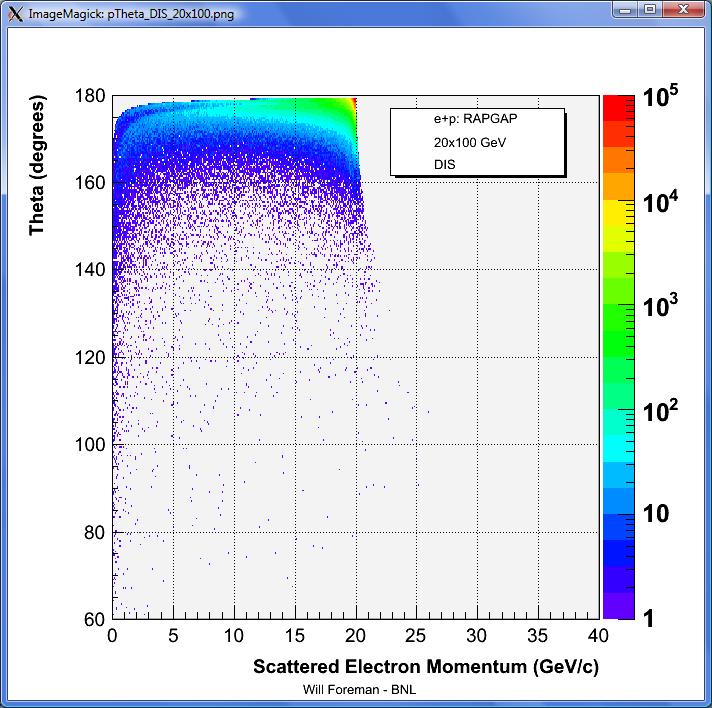 ImageMagick: pTheta_DIS_20x100.png
Theta (degrees)
180
160
140
120
100
80
60
0 5 10 15 20 25 30 35 40
e+p: RAPGAP
20x100 GeV
DIS
10^5
10^4
10^3
10^2
10
1
Scattered Electron Momentum (GeV/c)
Will Foreman - BNL